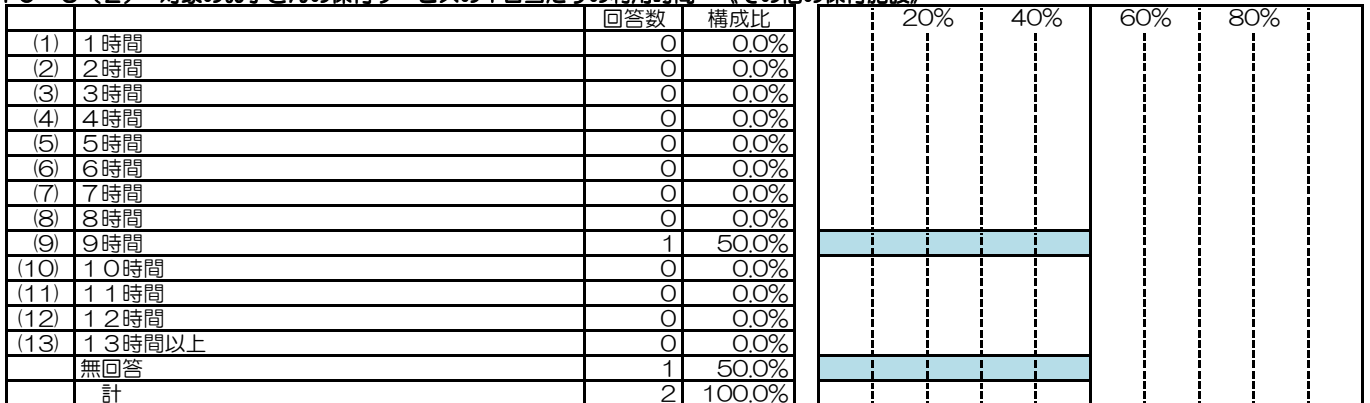 回答数 構成比 20% 40% 60% 80%
(1) １時間 0 0.0%
(2) ２時間 0 0.0%
(3) ３時間 0 0.0%
(4) ４時間 0 0.0%
(5) ５時間 0 0.0%
(6) ６時間 0 0.0%
(7) ７時間 0 0.0%
(8) ８時間 0 0.0%
(9) ９時間 1 50.0%
(10) １０時間 0 0.0%
(11) １１時間 0 0.0%
(12) １２時間 0 0.0%
(13) １３時間以上 0 0.0%
無回答 1 50.0%
計 2 100.0%